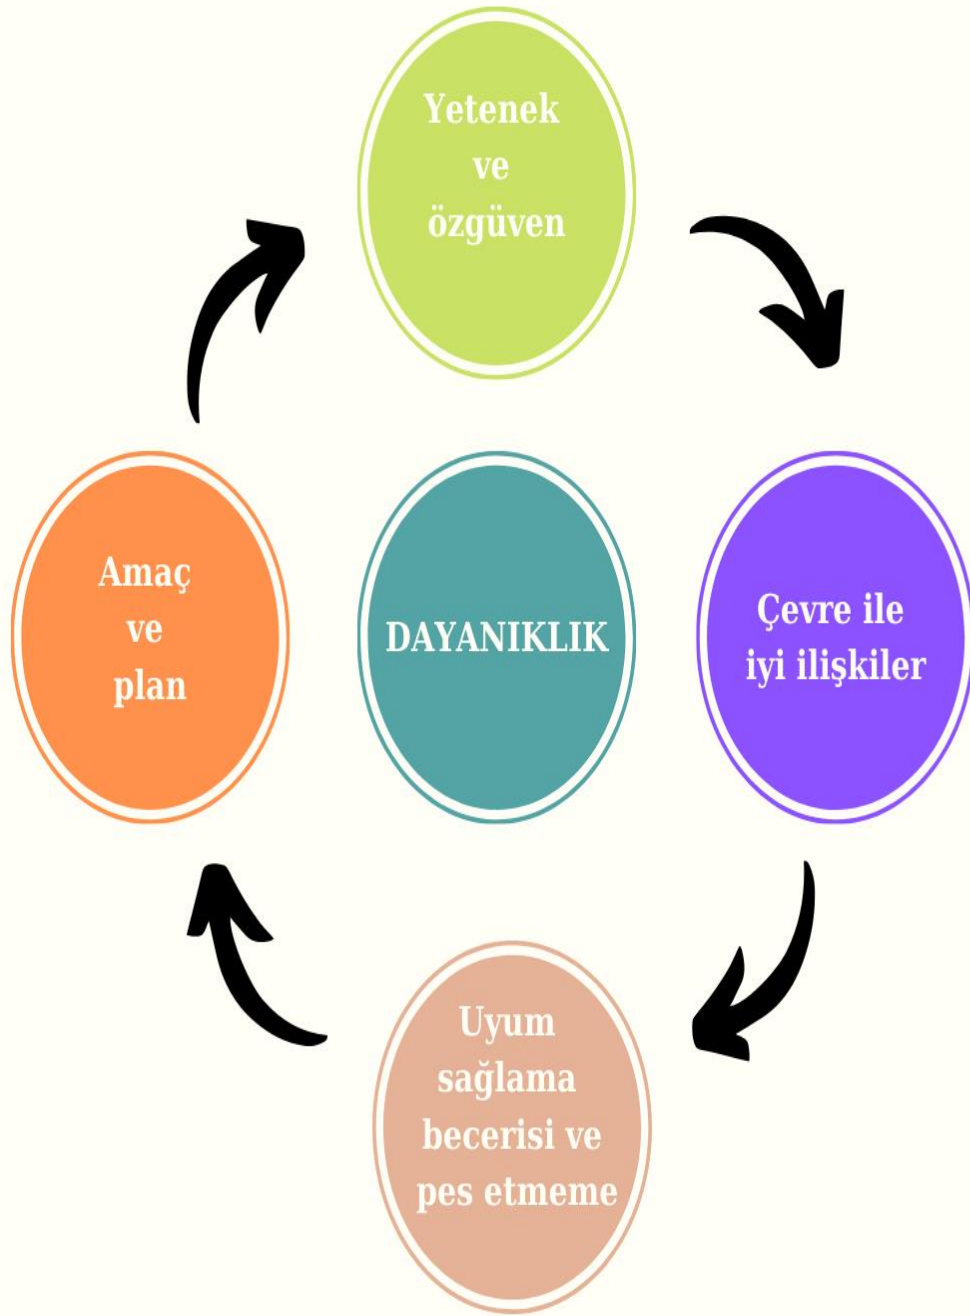 Yetenek
ve
özgüven
Amaç
ve
plan
DAYANIKLIK
Çevre ile
iyi ilişkiler
Uyum
sağlama
becerisi ve
pes etmeme